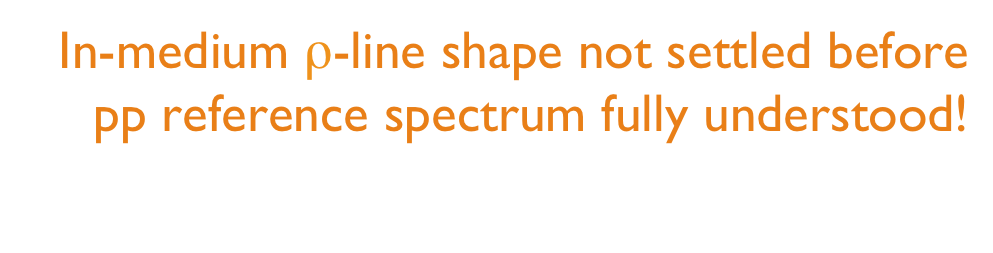 In-medium ρ-line shape not settled before
pp reference spectrum fully understood!